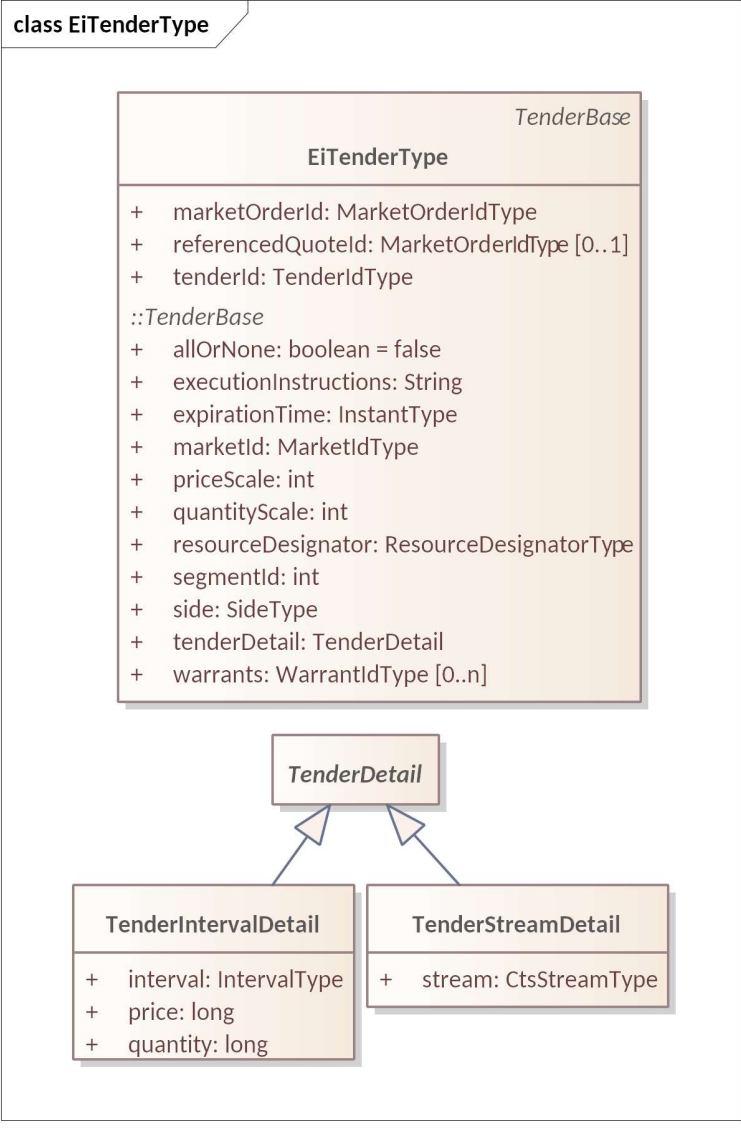 class EiTenderType
TenderBase
EiTenderType
+ marketOrderId: MarketOrderIdType
+ referencedQuoteId: MarketOrderIdType [0..1]
+ tenderId: TenderIdType
::TenderBase
+ allOrNone: boolean = false
+ executionInstructions: String
+ expirationTime: InstantType
+ marketId: MarketIdType
+ priceScale: int
+ quantityScale: int
+ resourceDesignator: ResourceDesignatorType
+ segmentId: int
+ side: SideType
+ tenderDetail: TenderDetail
+ warrants: WarrantIdType [0..n]
TenderDetail
TenderIntervalDetail
+ interval: IntervalType
+ price: long
+ quantity: long
TenderStreamDetail
+ stream: CtsStreamType